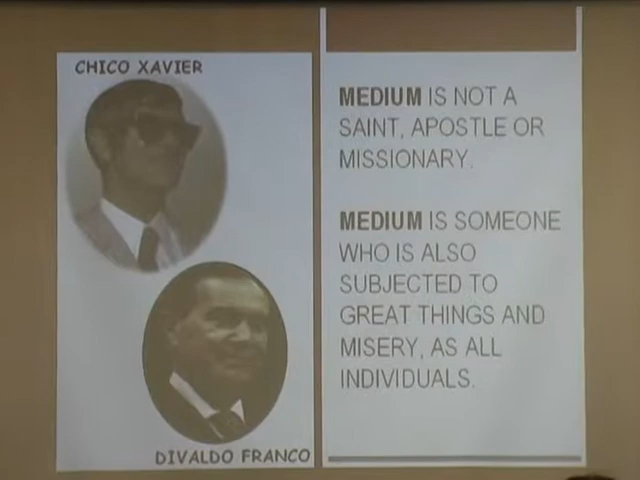 CHICO XAVIER
DIVALDO FRANCO
MEDIUM IS NOT A
SAINT, APOSTLE OR
MISSIONARY.
MEDIUM IS SOMEONE
WHO IS ALSO
SUBJECTED TO
GREAT THINGS AND
MISERY, AS ALL
INDIVIDUALS.